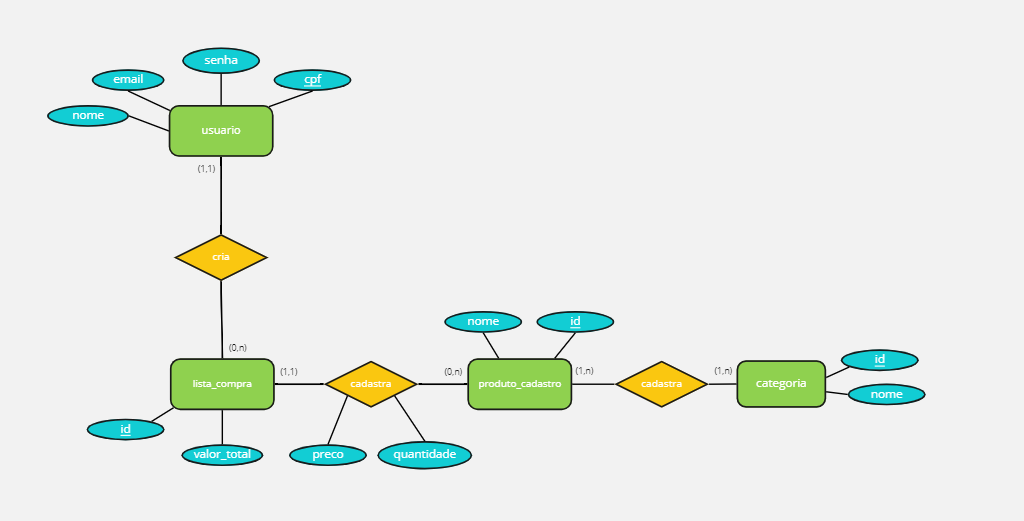 senha
email
cpf
nome
usuario
(1,1)
cria
(0,n)
nome
id
lista_compra
(1,1)
cadastra
(0,n)
produto_cadastro
(1,n)
cadastra
(1,n)
categoria
id
nome
id
valor_total
preco
quantidade